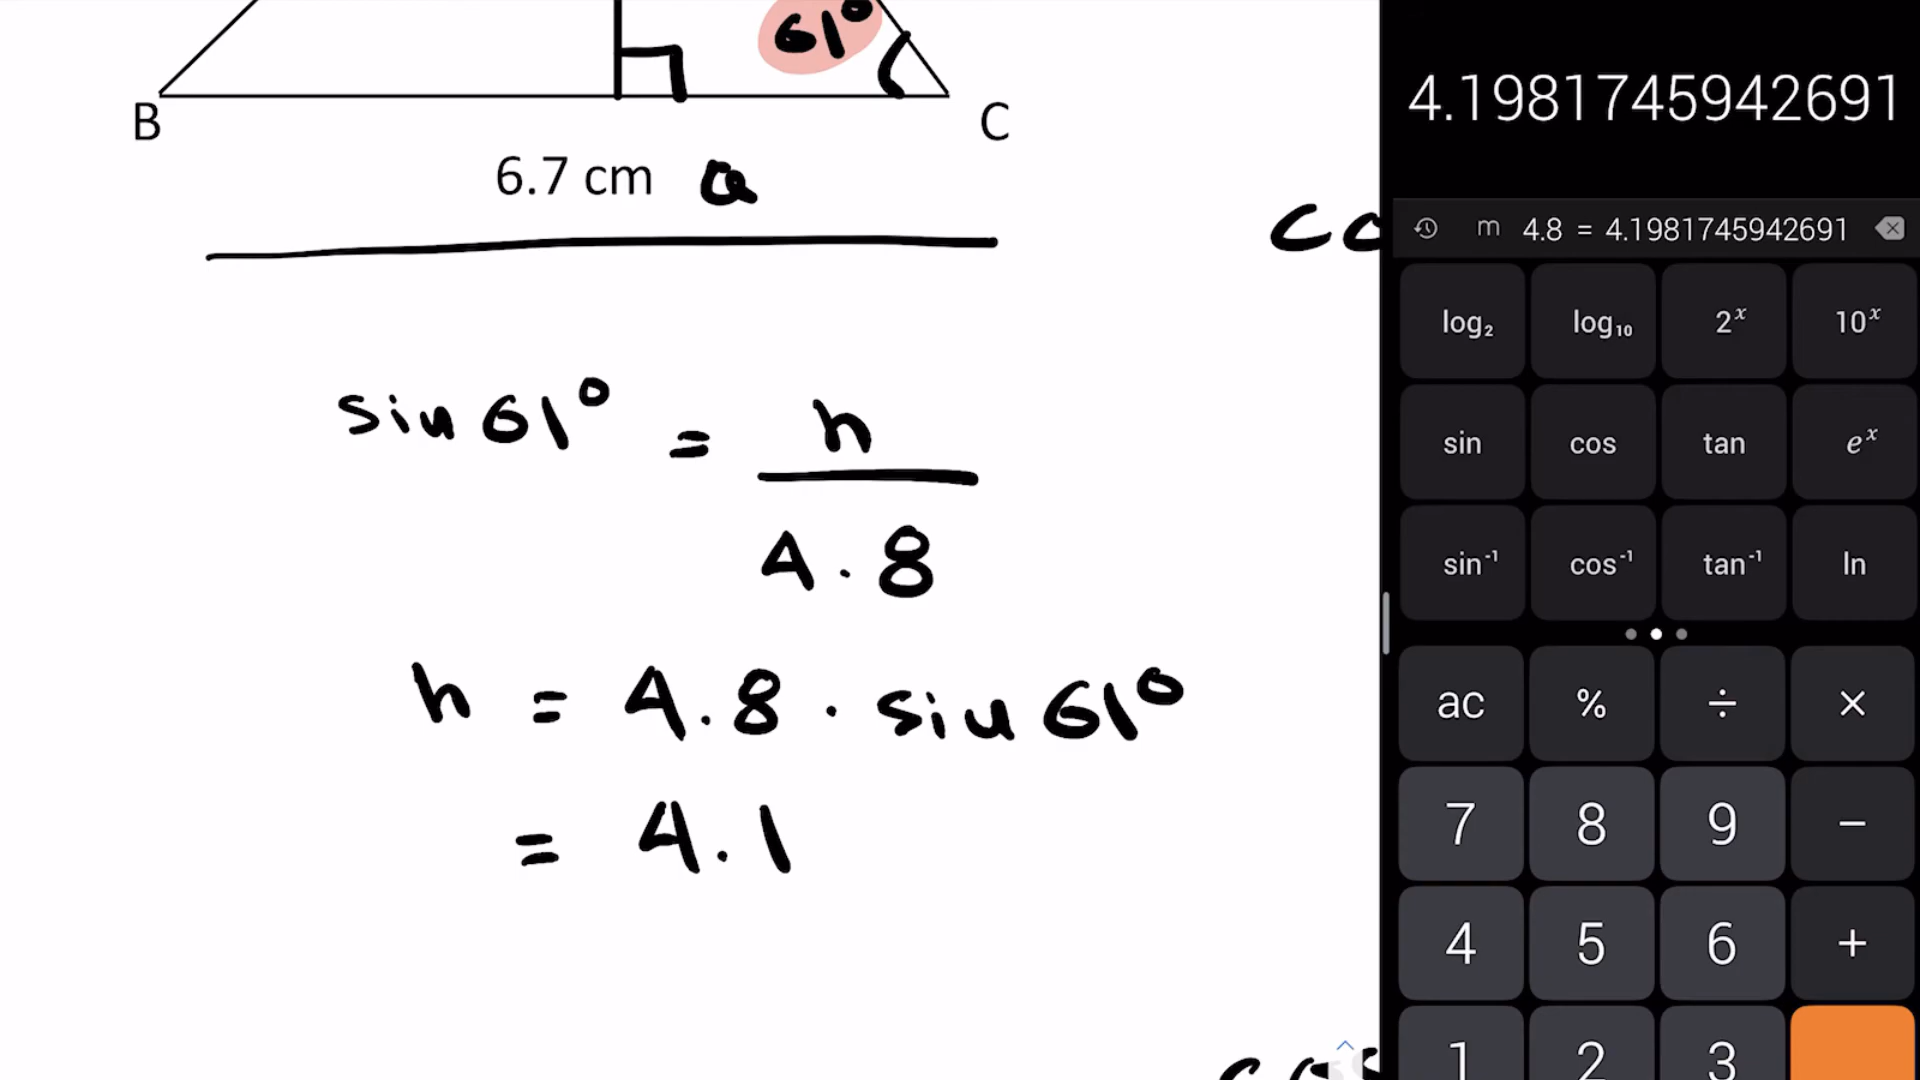 61°
B
C
6.7 cm a
sin 61° = h
4.8
h = 4.8 · sin 61°
= 4.1
4.1981745942691
m 4.8 = 4.1981745942691
log₂ log₁₀ 2ˣ 10ˣ
sin cos tan eˣ
sin⁻¹ cos⁻¹ tan⁻¹ ln
ac % ÷ ×
7 8 9 −
4 5 6 +
1 2 3